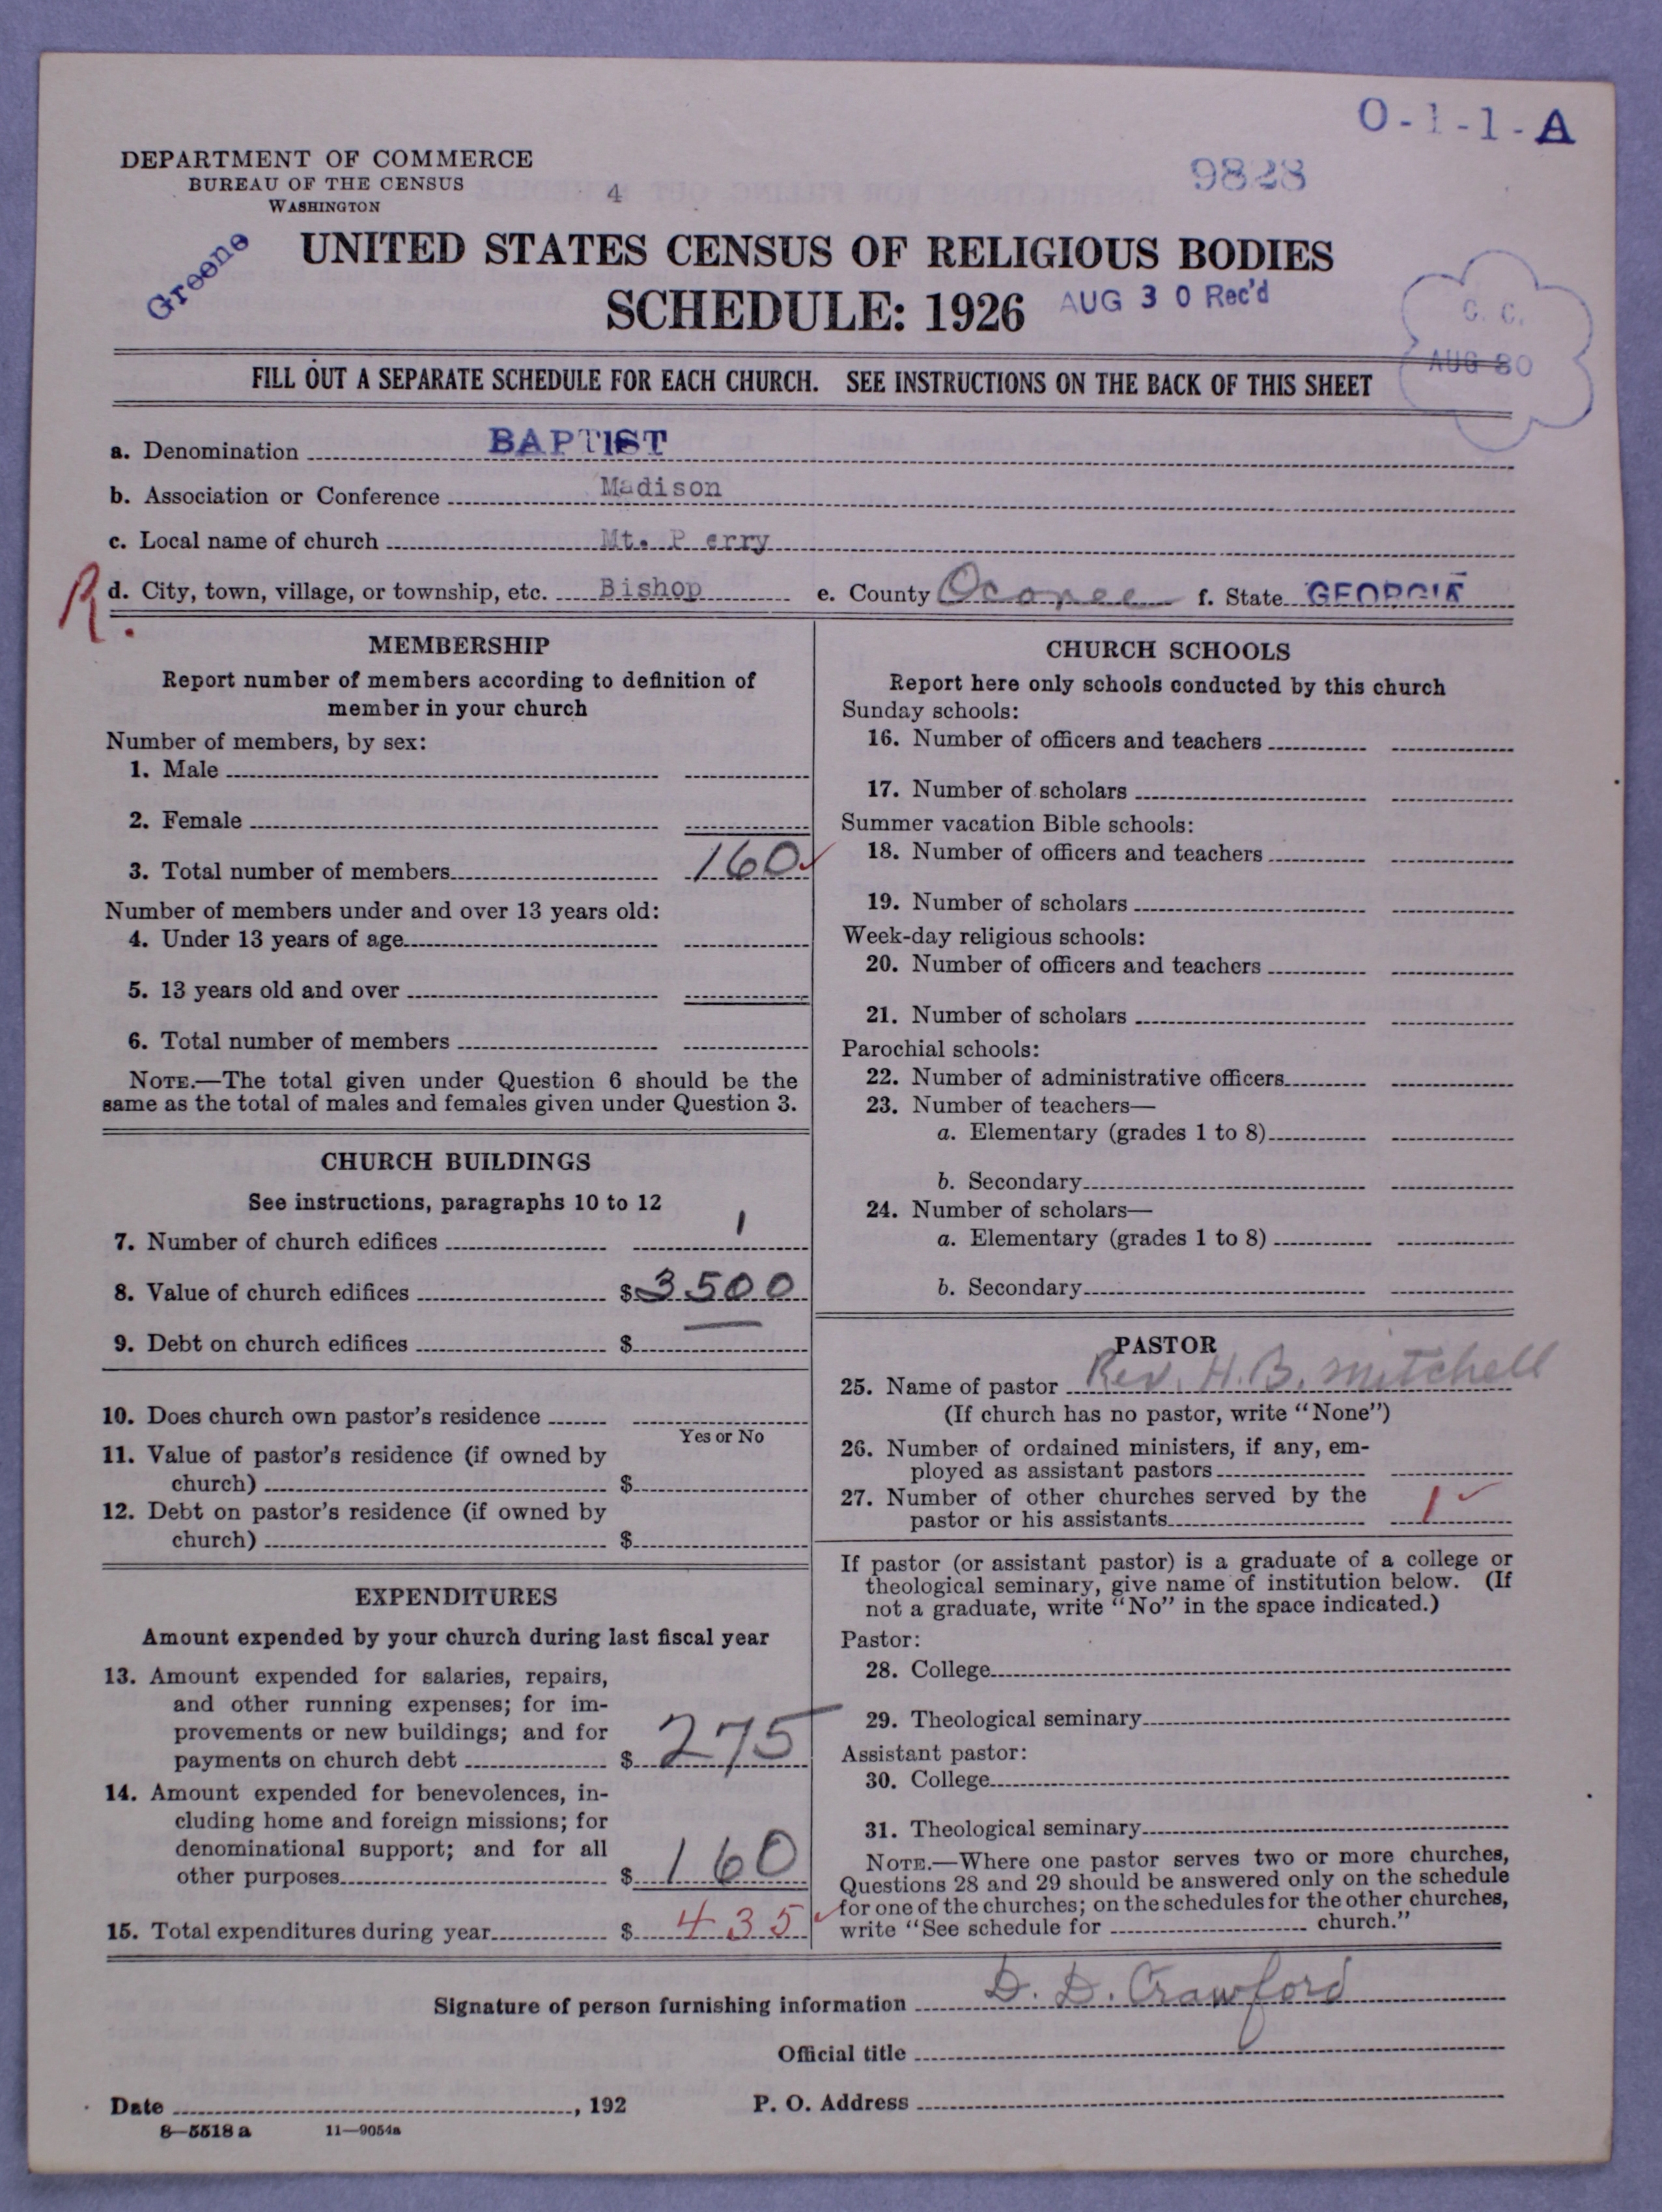 O-1-1-A
DEPARTMENT OF COMMERCE
BUREAU OF THE CENSUS
WASHINGTON
4
9828
Greene
UNITED STATES CENSUS OF RELIGIOUS BODIES
SCHEDULE: 1926
AUG 30 Rec'd
C. C.
AUG 30
FILL OUT A SEPARATE SCHEDULE FOR EACH CHURCH. SEE INSTRUCTIONS ON THE BACK OF THIS SHEET
a. Denomination BAPTIST
b. Association or Conference Madison
c. Local name of church Mt. P erry
R.
d. City, town, village, or township, etc. Bishop e. County Oconee f. State GEORGIA
MEMBERSHIP
Report number of members according to definition of
member in your church
Number of members, by sex:
1. Male
2. Female
3. Total number of members 160
Number of members under and over 13 years old:
4. Under 13 years of age
5. 13 years old and over
6. Total number of members
NOTE.—The total given under Question 6 should be the
same as the total of males and females given under Question 3.
CHURCH BUILDINGS
See instructions, paragraphs 10 to 12
7. Number of church edifices 1
8. Value of church edifices $3500
9. Debt on church edifices $
10. Does church own pastor's residence
Yes or No
11. Value of pastor's residence (if owned by
church) $
12. Debt on pastor's residence (if owned by
church) $
EXPENDITURES
Amount expended by your church during last fiscal year
13. Amount expended for salaries, repairs,
and other running expenses; for im-
provements or new buildings; and for
payments on church debt $ 275
14. Amount expended for benevolences, in-
cluding home and foreign missions; for
denominational support; and for all
other purposes $ 160
15. Total expenditures during year $ 435
CHURCH SCHOOLS
Report here only schools conducted by this church
Sunday schools:
16. Number of officers and teachers
17. Number of scholars
Summer vacation Bible schools:
18. Number of officers and teachers
19. Number of scholars
Week-day religious schools:
20. Number of officers and teachers
21. Number of scholars
Parochial schools:
22. Number of administrative officers
23. Number of teachers—
a. Elementary (grades 1 to 8)
b. Secondary
24. Number of scholars—
a. Elementary (grades 1 to 8)
b. Secondary
PASTOR
25. Name of pastor Rev. H. B. Mitchell
(If church has no pastor, write "None")
26. Number of ordained ministers, if any, em-
ployed as assistant pastors
27. Number of other churches served by the
pastor or his assistants 1
If pastor (or assistant pastor) is a graduate of a college or
theological seminary, give name of institution below. (If
not a graduate, write "No" in the space indicated.)
Pastor:
28. College
29. Theological seminary
Assistant pastor:
30. College
31. Theological seminary
NOTE.—Where one pastor serves two or more churches,
Questions 28 and 29 should be answered only on the schedule
for one of the churches; on the schedules for the other churches,
write "See schedule for church."
Signature of person furnishing information D. D. Crawford
Official title
Date , 192 P. O. Address
8—5518 a 11—9054a